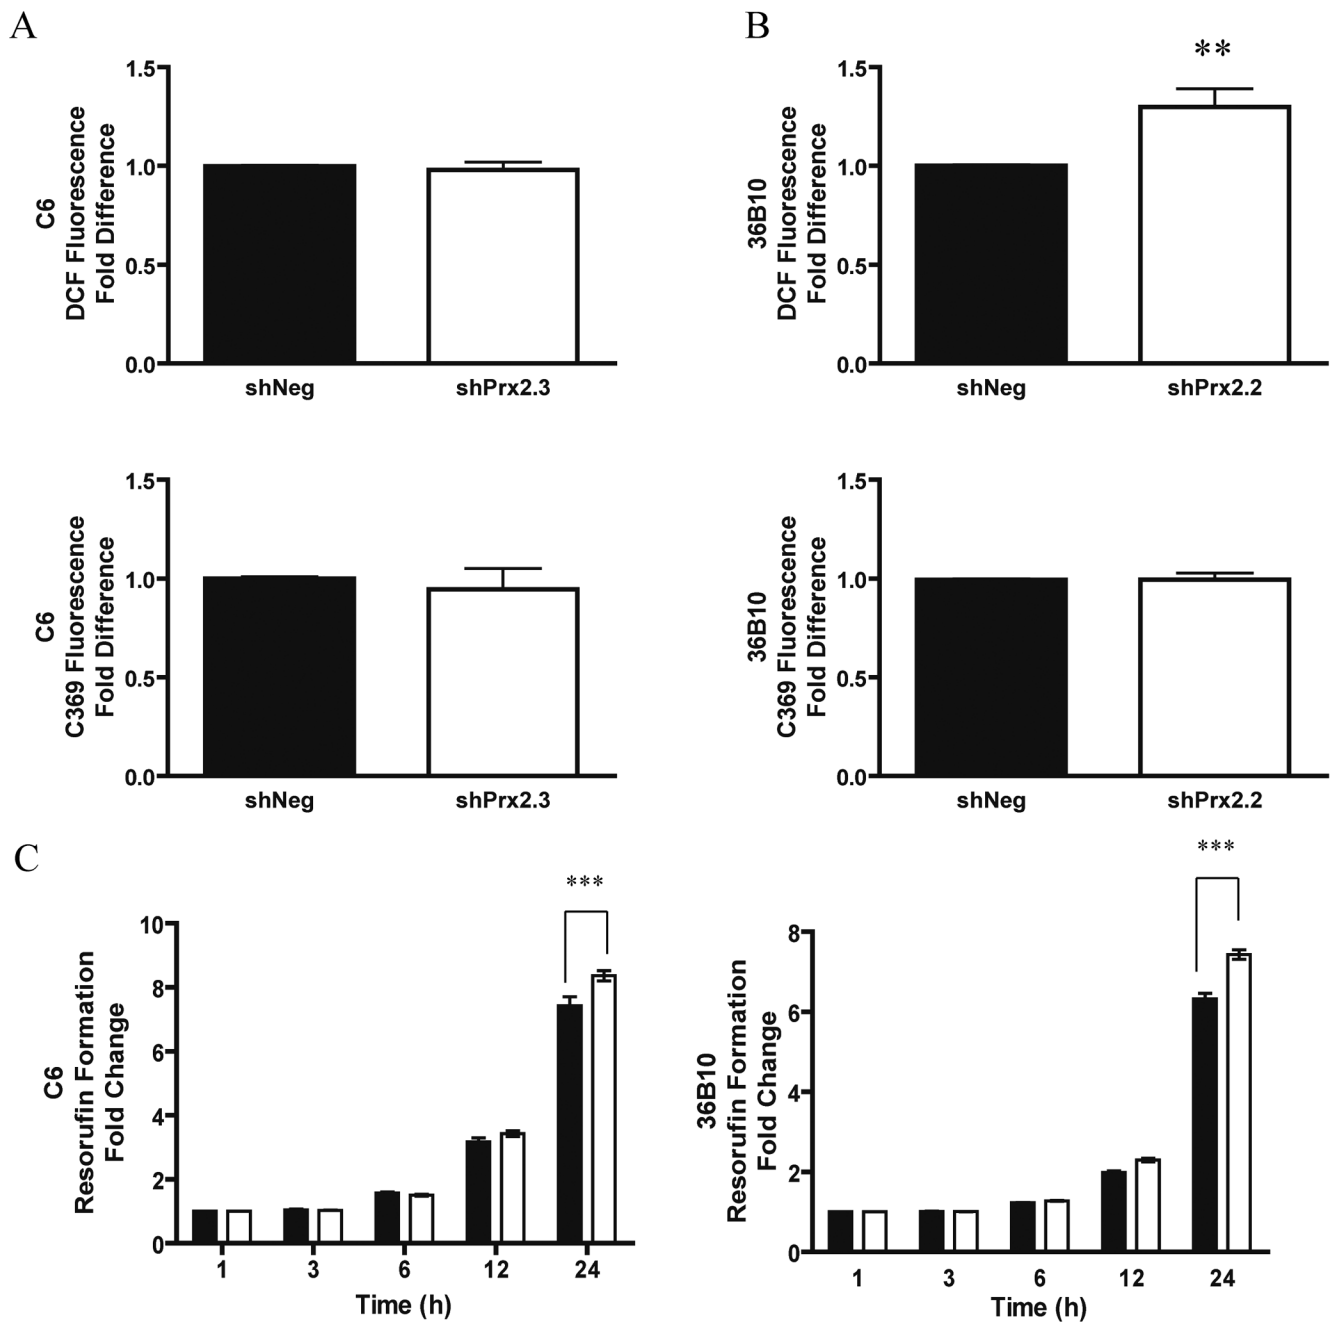 A
C6
DCF Fluorescence
Fold Difference
1.5
1.0
0.5
0.0
shNeg
shPrx2.3
B
**
36B10
DCF Fluorescence
Fold Difference
1.5
1.0
0.5
0.0
shNeg
shPrx2.2
C6
C369 Fluorescence
Fold Difference
1.5
1.0
0.5
0.0
shNeg
shPrx2.3
36B10
C369 Fluorescence
Fold Difference
1.5
1.0
0.5
0.0
shNeg
shPrx2.2
C
***
C6
Resorufin Formation
Fold Change
10
8
6
4
2
0
1
3
6
12
24
Time (h)
***
36B10
Resorufin Formation
Fold Change
8
6
4
2
0
1
3
6
12
24
Time (h)